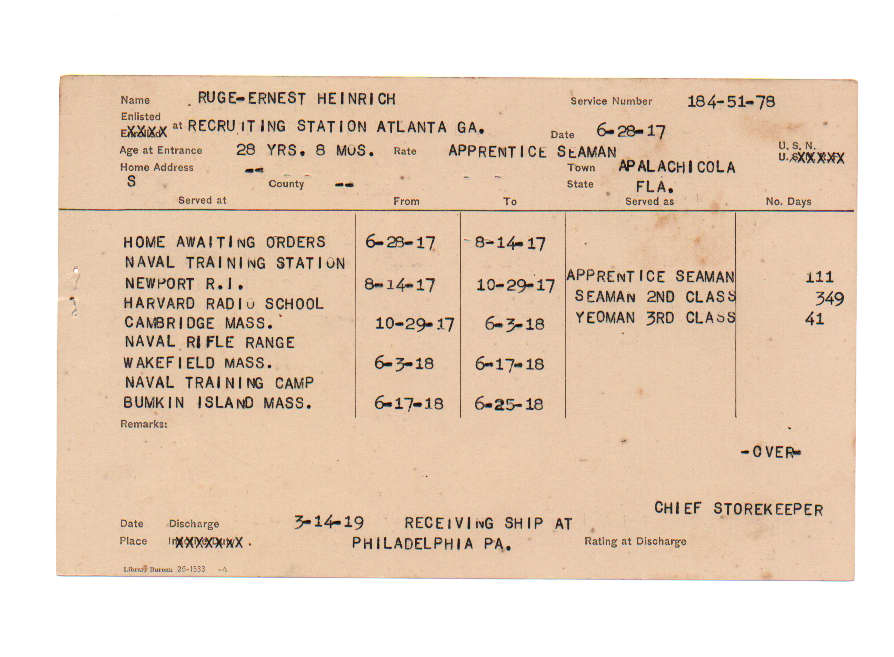 Name RUGE-ERNEST HEINRICH Service Number 184-51-78
Enlisted
at RECRUITING STATION ATLANTA GA. Date 6-28-17
Age at Entrance 28 YRS. 8 MOS. Rate APPRENTICE SEAMAN U. S. N.
Home Address -- Town APALACHICOLA
S County -- State FLA.
Served at From To Served as No. Days
HOME AWAITING ORDERS 6-28-17 8-14-17
NAVAL TRAINING STATION
NEWPORT R.I. 8-14-17 10-29-17 APPRENTICE SEAMAN 111
HARVARD RADIO SCHOOL SEAMAN 2ND CLASS 349
CAMBRIDGE MASS. 10-29-17 6-3-18 YEOMAN 3RD CLASS 41
NAVAL RIFLE RANGE
WAKEFIELD MASS. 6-3-18 6-17-18
NAVAL TRAINING CAMP
BUMKIN ISLAND MASS. 6-17-18 6-25-18
Remarks:
-OVER-
CHIEF STOREKEEPER
Date Discharge 3-14-19 RECEIVING SHIP AT
Place PHILADELPHIA PA. Rating at Discharge
Library Bureau 25-1533